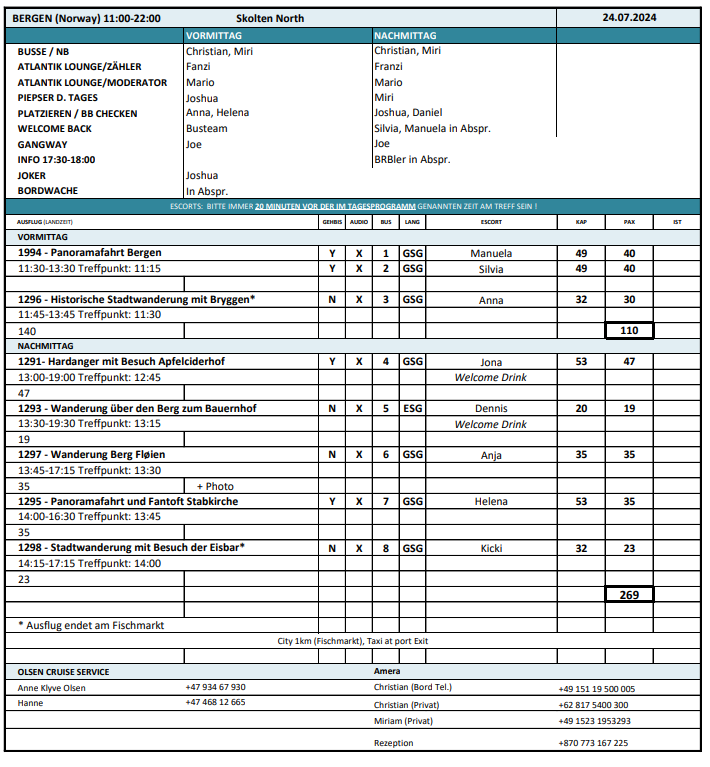 BERGEN (Norway) 11:00-22:00 Skolten North 24.07.2024
VORMITTAG NACHMITTAG
BUSSE / NB Christian, Miri Christian, Miri
ATLANTIK LOUNGE/ZÄHLER Fanzi Franzi
ATLANTIK LOUNGE/MODERATOR Mario Mario
PIEPSER D. TAGES Joshua Miri
PLATZIEREN / BB CHECKEN Anna, Helena Joshua, Daniel
WELCOME BACK Busteam Silvia, Manuela in Abspr.
GANGWAY Joe Joe
INFO 17:30-18:00 BRBler in Abspr.
JOKER Joshua
BORDWACHE In Abspr.
ESCORTS: BITTE IMMER 20 MINUTEN VOR DER IM TAGESPROGRAMM GENANNTEN ZEIT AM TREFF SEIN !
AUSFLUG (LANDZEIT) GEHBIS AUDIO BUS LANG ESCORT KAP PAX IST
VORMITTAG
1994 - Panoramafahrt Bergen Y X 1 GSG Manuela 49 40
11:30-13:30 Treffpunkt: 11:15 Y X 2 GSG Silvia 49 40
1296 - Historische Stadtwanderung mit Bryggen* N X 3 GSG Anna 32 30
11:45-13:45 Treffpunkt: 11:30
140 110
NACHMITTAG
1291- Hardanger mit Besuch Apfelciderhof Y X 4 GSG Jona 53 47
13:00-19:00 Treffpunkt: 12:45 Welcome Drink
47
1293 - Wanderung über den Berg zum Bauernhof N X 5 ESG Dennis 20 19
13:30-19:30 Treffpunkt: 13:15 Welcome Drink
19
1297 - Wanderung Berg Fløien N X 6 GSG Anja 35 35
13:45-17:15 Treffpunkt: 13:30
35 + Photo
1295 - Panoramafahrt und Fantoft Stabkirche Y X 7 GSG Helena 53 35
14:00-16:30 Treffpunkt: 13:45
35
1298 - Stadtwanderung mit Besuch der Eisbar* N X 8 GSG Kicki 32 23
14:15-17:15 Treffpunkt: 14:00
23
269
* Ausflug endet am Fischmarkt
City 1km (Fischmarkt), Taxi at port Exit
OLSEN CRUISE SERVICE Amera
Anne Klyve Olsen +47 934 67 930 Christian (Bord Tel.) +49 151 19 500 005
Hanne +47 468 12 665 Christian (Privat) +62 817 5400 300
Miriam (Privat) +49 1523 1953293
Rezeption +870 773 167 225